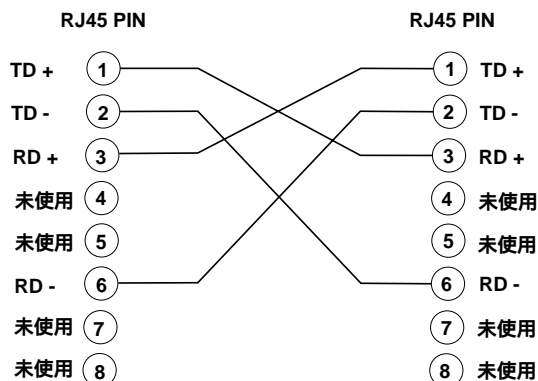 RJ45 PIN RJ45 PIN
TD + 1 1 TD +
TD - 2 2 TD -
RD + 3 3 RD +
未使用 4 4 未使用
未使用 5 5 未使用
RD - 6 6 RD -
未使用 7 7 未使用
未使用 8 8 未使用